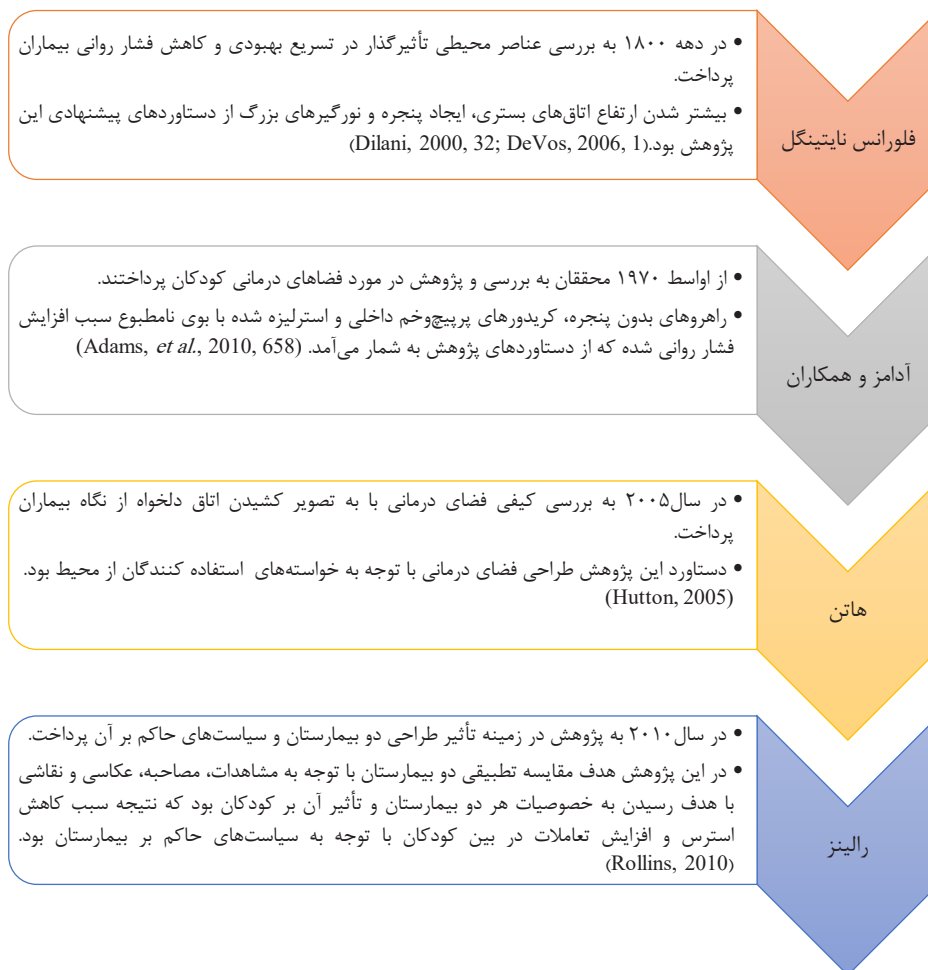 فلورانس نایتینگل
• در دهه ۱۸۰۰ به بررسی عناصر محیطی تأثیرگذار در تسریع بهبودی و کاهش فشار روانی بیماران
پرداخت.
• بیشتر شدن ارتفاع اتاق‌های بستری، ایجاد پنجره و نورگیرهای بزرگ از دستاوردهای پیشنهادی این
پژوهش بود.(Dilani, 2000, 32; DeVos, 2006, 1)
آدامز و همکاران
• از اواسط ۱۹۷۰ محققان به بررسی و پژوهش در مورد فضاهای درمانی کودکان پرداختند.
• راهروهای بدون پنجره، کریدورهای پرپیچ‌وخم داخلی و استرلیزه شده با بوی نامطبوع سبب افزایش
فشار روانی شده که از دستاوردهای پژوهش به شمار می‌آمد. (Adams, et al., 2010, 658)
هاتن
• در سال۲۰۰۵ به بررسی کیفی فضای درمانی با به تصویر کشیدن اتاق دلخواه از نگاه بیماران
پرداخت.
• دستاورد این پژوهش طراحی فضای درمانی با توجه به خواسته‌های استفاده کنندگان از محیط بود.
(Hutton, 2005)
رالینز
• در سال۲۰۱۰ به پژوهش در زمینه تأثیر طراحی دو بیمارستان و سیاست‌های حاکم بر آن پرداخت.
• در این پژوهش هدف مقایسه تطبیقی دو بیمارستان با توجه به مشاهدات، مصاحبه، عکاسی و نقاشی
با هدف رسیدن به خصوصیات هر دو بیمارستان و تأثیر آن بر کودکان بود که نتیجه سبب کاهش
استرس و افزایش تعاملات در بین کودکان با توجه به سیاست‌های حاکم بر بیمارستان بود.
(Rollins, 2010)